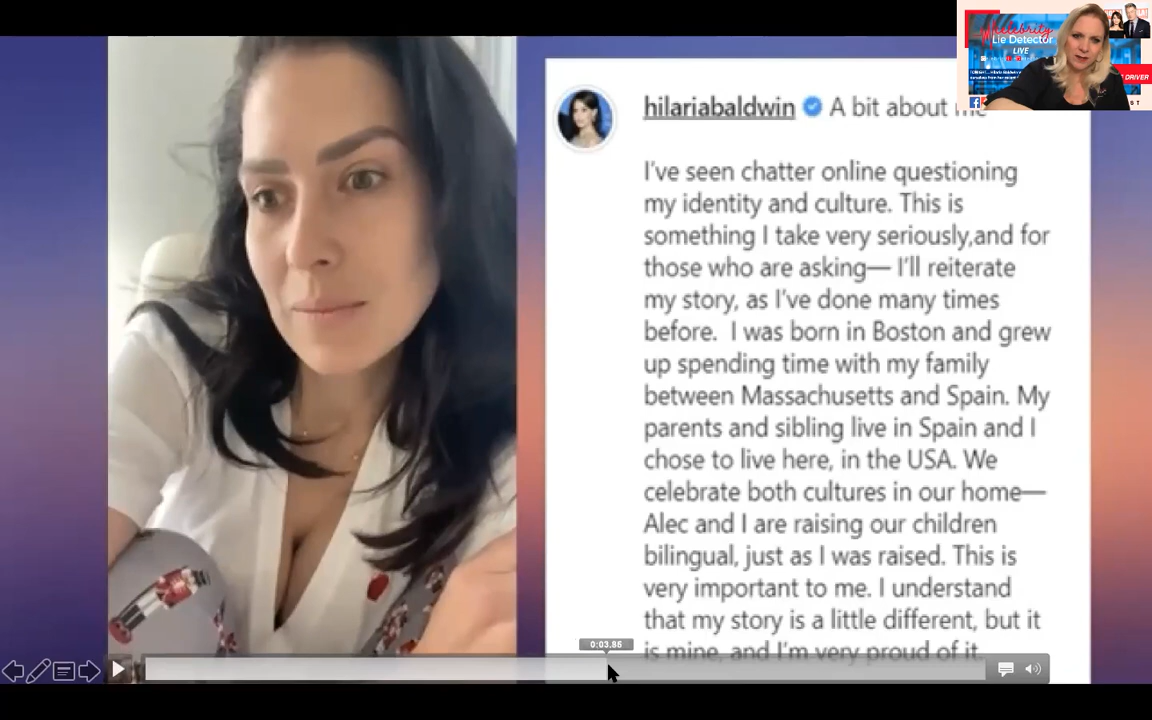 Celebrity
Lie Detector
LIVE
DRIVER
hilariabaldwin A bit about me
I've seen chatter online questioning
my identity and culture. This is
something I take very seriously,and for
those who are asking— I'll reiterate
my story, as I've done many times
before.  I was born in Boston and grew
up spending time with my family
between Massachusetts and Spain. My
parents and sibling live in Spain and I
chose to live here, in the USA. We
celebrate both cultures in our home—
Alec and I are raising our children
bilingual, just as I was raised. This is
very important to me. I understand
that my story is a little different, but it
is mine, and I'm very proud of it.
0:03.86